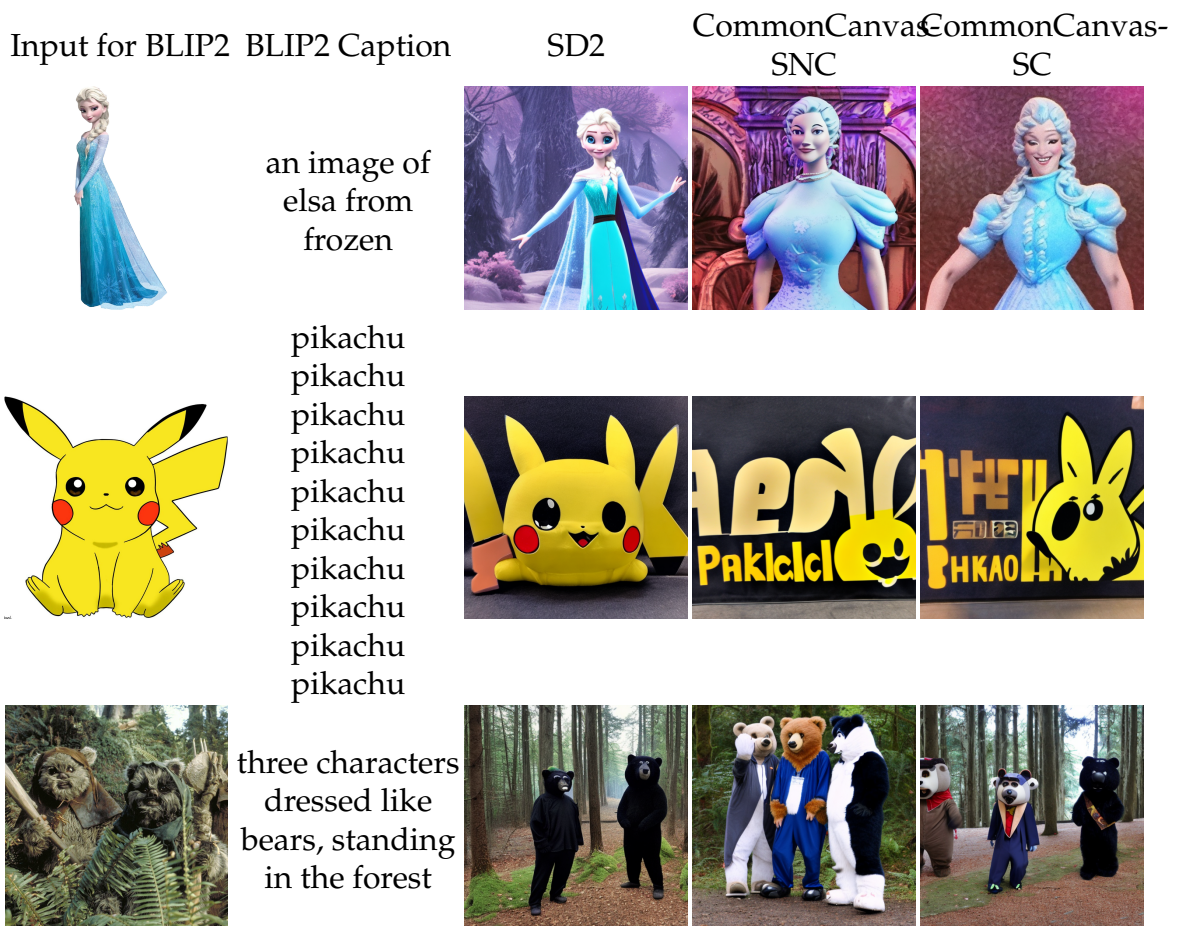 Input for BLIP2 BLIP2 Caption SD2 CommonCanvas-SNC CommonCanvas-SC
an image of
elsa from
frozen
pikachu
pikachu
pikachu
pikachu
pikachu
pikachu
pikachu
pikachu
pikachu
pikachu
PAKIcIcI
HKAO
three characters
dressed like
bears, standing
in the forest